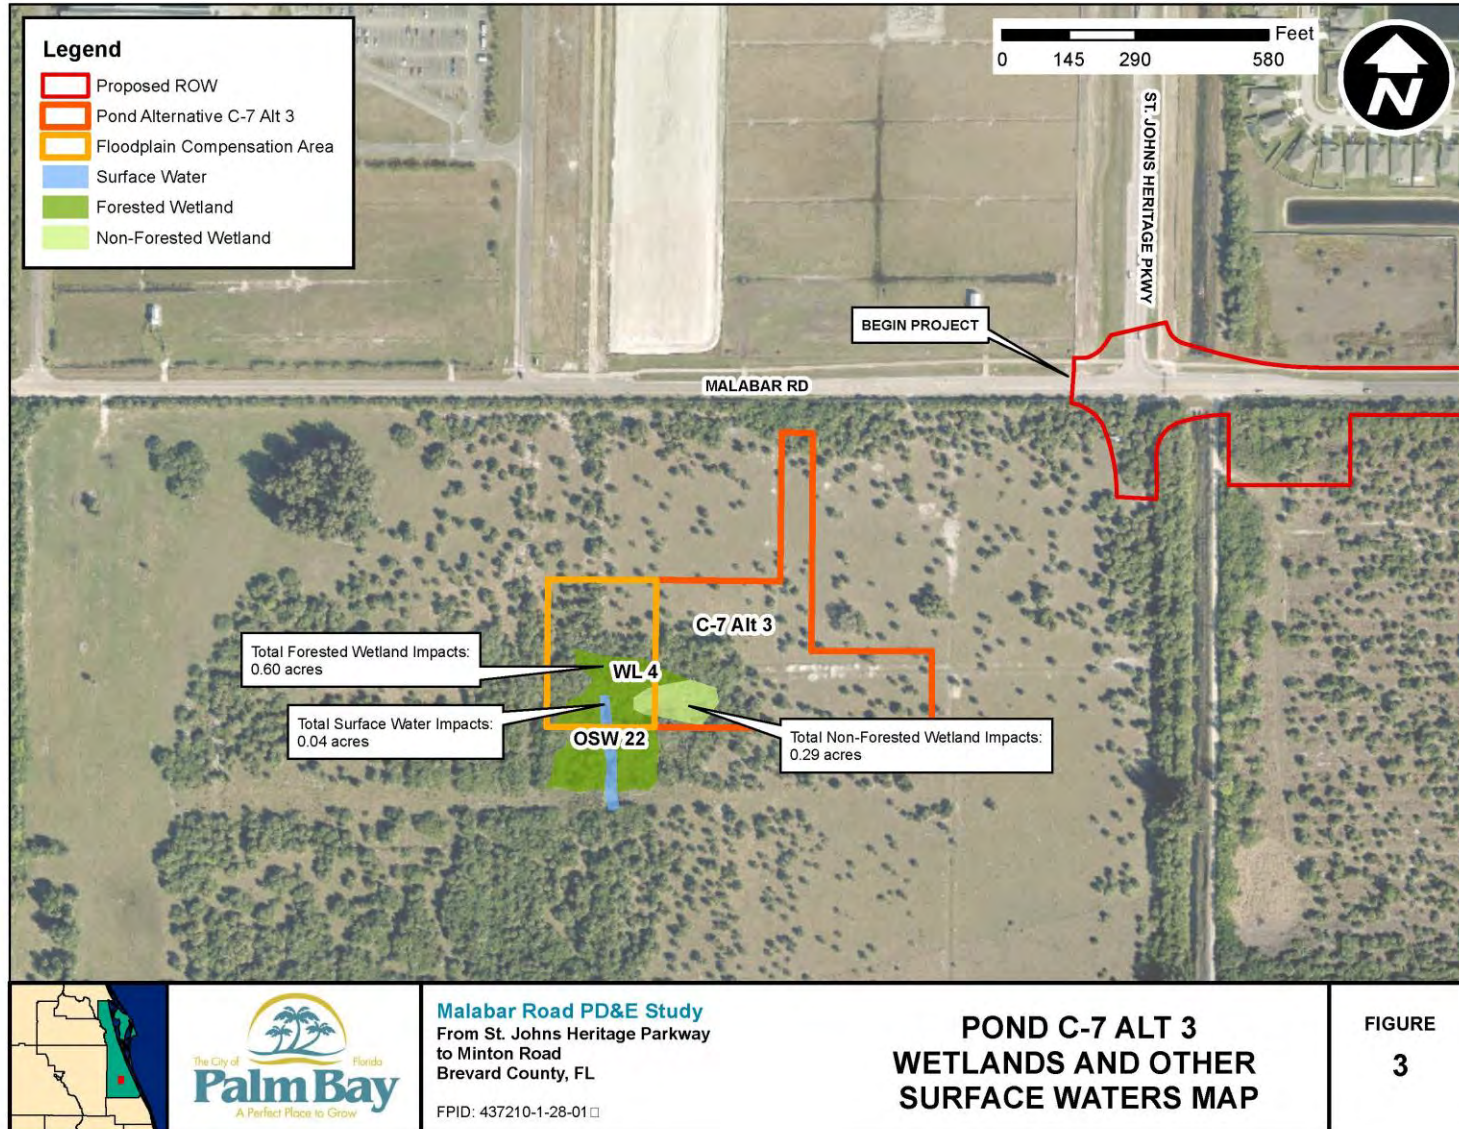 Legend
Proposed ROW
Pond Alternative C-7 Alt 3
Floodplain Compensation Area
Surface Water
Forested Wetland
Non-Forested Wetland
Feet
0 145 290 580
N
ST. JOHNS HERITAGE PKWY
BEGIN PROJECT
MALABAR RD
C-7 Alt 3
Total Forested Wetland Impacts:
0.60 acres
WL 4
Total Surface Water Impacts:
0.04 acres
OSW 22
Total Non-Forested Wetland Impacts:
0.29 acres
The City of Florida
Palm Bay
A Perfect Place to Grow
Malabar Road PD&E Study
From St. Johns Heritage Parkway
to Minton Road
Brevard County, FL
FPID: 437210-1-28-01□
POND C-7 ALT 3
WETLANDS AND OTHER
SURFACE WATERS MAP
FIGURE
3